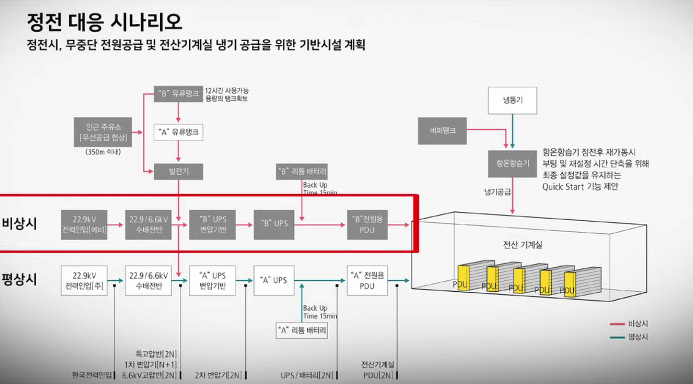 정전 대응 시나리오
정전시, 무중단 전원공급 및 전산기계실 냉기 공급을 위한 기반시설 계획
"B" 유류탱크
12시간 사용가능
용량의 탱크확보
인근 주유소
[우선공급 협상]
(350m 이내)
"A" 유류탱크
발전기
"B" 리튬 배터리
Back Up
Time 15min
냉동기
버퍼탱크
항온항습기
항온항습기 정전후 재가동시
부팅 및 재설정 시간 단축을 위해
최종 설정값을 유지하는
Quick Start 기능 제안
냉기공급
비상시
22.9kV
전력인입[예비]
22.9/6.6kV
수배전반
"B" UPS
변압기반
"B" UPS
"B"전원용
PDU
전산 기계실
PDU
PDU
PDU
PDU
PDU
평상시
22.9kV
전력인입[주]
22.9/6.6kV
수배전반
"A" UPS
변압기반
"A" UPS
"A" 전원용
PDU
Back Up
Time 15min
"A" 리튬 배터리
비상시
평상시
한국전력인입
특고압반[2N]
1차 변압기[N+1]
6.6kV고압반[2N]
2차 변압기[2N]
UPS/배터리[2N]
전산기계실
PDU[2N]